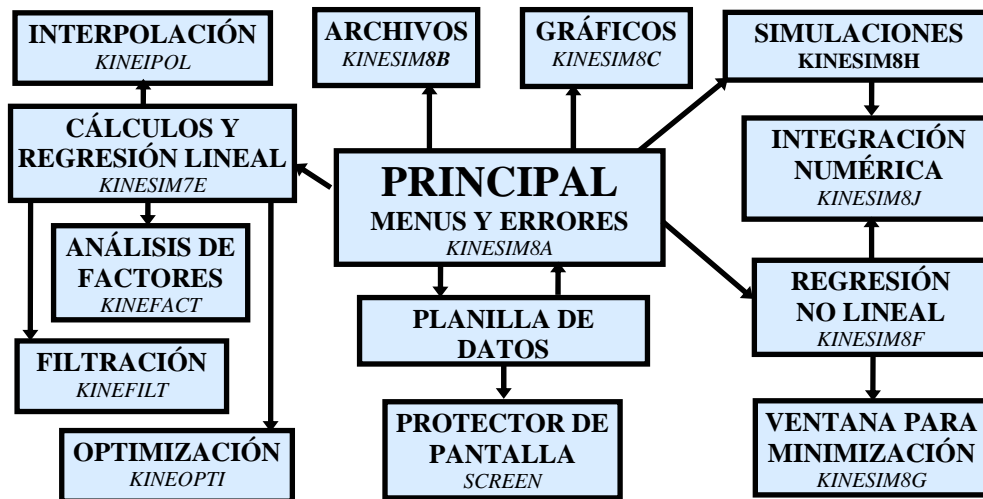 INTERPOLACIÓN
KINEIPOL
ARCHIVOS
KINESIM8B
GRÁFICOS
KINESIM8C
SIMULACIONES
KINESIM8H
CÁLCULOS Y
REGRESIÓN LINEAL
KINESIM7E
PRINCIPAL
MENUS Y ERRORES
KINESIM8A
INTEGRACIÓN
NUMÉRICA
KINESIM8J
ANÁLISIS DE
FACTORES
KINEFACT
PLANILLA DE
DATOS
REGRESIÓN
NO LINEAL
KINESIM8F
FILTRACIÓN
KINEFILT
OPTIMIZACIÓN
KINEOPTI
PROTECTOR DE
PANTALLA
SCREEN
VENTANA PARA
MINIMIZACIÓN
KINESIM8G